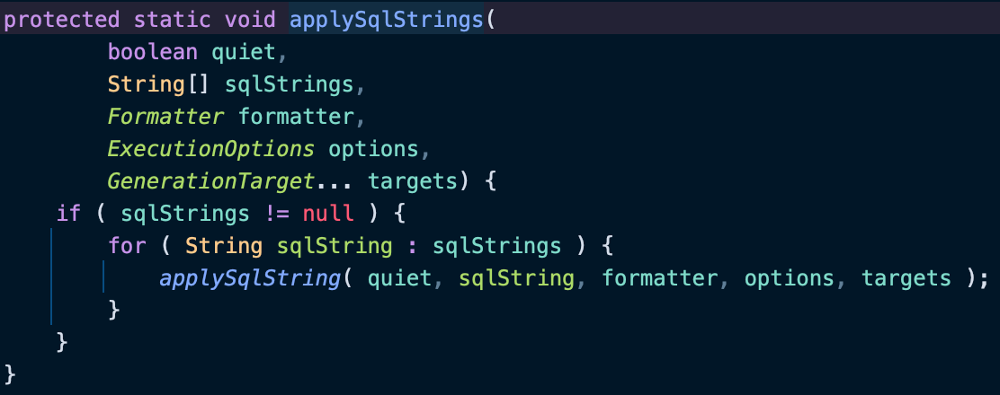 protected static void applySqlStrings(
        boolean quiet,
        String[] sqlStrings,
        Formatter formatter,
        ExecutionOptions options,
        GenerationTarget... targets) {
    if ( sqlStrings != null ) {
        for ( String sqlString : sqlStrings ) {
            applySqlString( quiet, sqlString, formatter, options, targets );
        }
    }
}